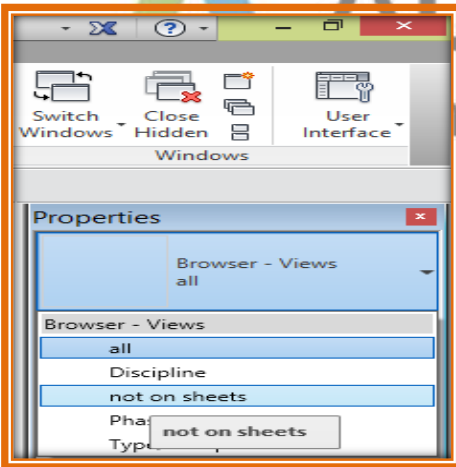 Switch Windows
Close Hidden
User Interface
Windows
Properties
Browser - Views
all
Browser - Views
all
Discipline
not on sheets
not on sheets